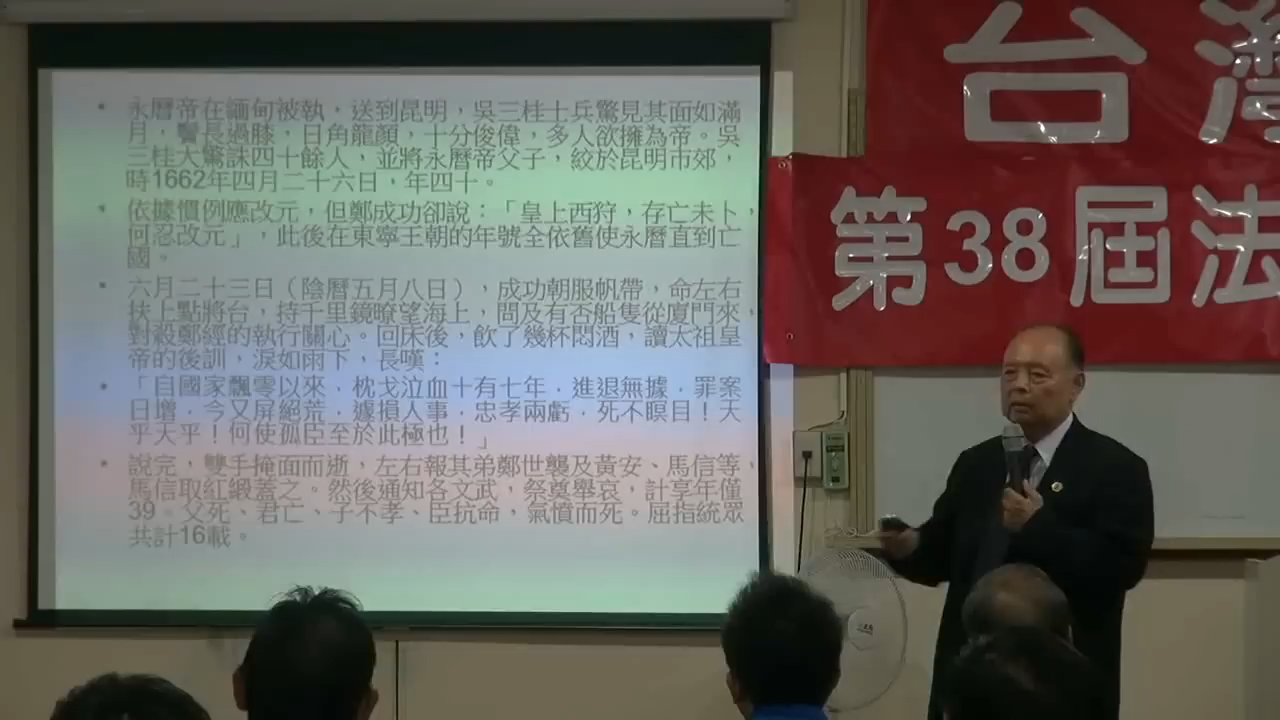 • 永曆帝在緬甸被執，送到昆明，吳三桂士兵驚見其面如滿
月，鬢長過膝，日角龍顏，十分俊偉，多人欲擁為帝。吳
三桂大驚誅四十餘人，並將永曆帝父子，絞於昆明市郊，
時1662年四月二十六日，年四十。
• 依據慣例應改元，但鄭成功卻說：「皇上西狩，存亡未卜，
何忍改元」，此後在東寧王朝的年號全依舊使永曆直到亡
國。
• 六月二十三日（陰曆五月八日），成功朝服帆帶，命左右
扶上點將台，持千里鏡瞭望海上，問及有否船隻從廈門來，
對殺鄭經的執行關心。回床後，飲了幾杯悶酒，讀太祖皇
帝的後訓，淚如雨下，長嘆：
• 「自國家飄零以來，枕戈泣血十有七年，進退無據，罪案
日增，今又屏絕荒，遽損人事，忠孝兩虧，死不瞑目！天
乎天乎！何使孤臣至於此極也！」
• 說完，雙手掩面而逝，左右報其弟鄭世襲及黃安、馬信等，
馬信取紅緞蓋之。然後通知各文武，祭奠舉哀，計享年僅
39。父死、君亡、子不孝、臣抗命，氣憤而死。屈指統眾
共計16載。
台灣
第38屆法